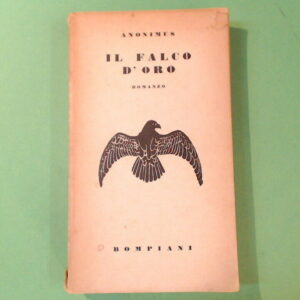 ANONIMUS
IL FALCO
D'ORO
ROMANZO
BOMPIANI